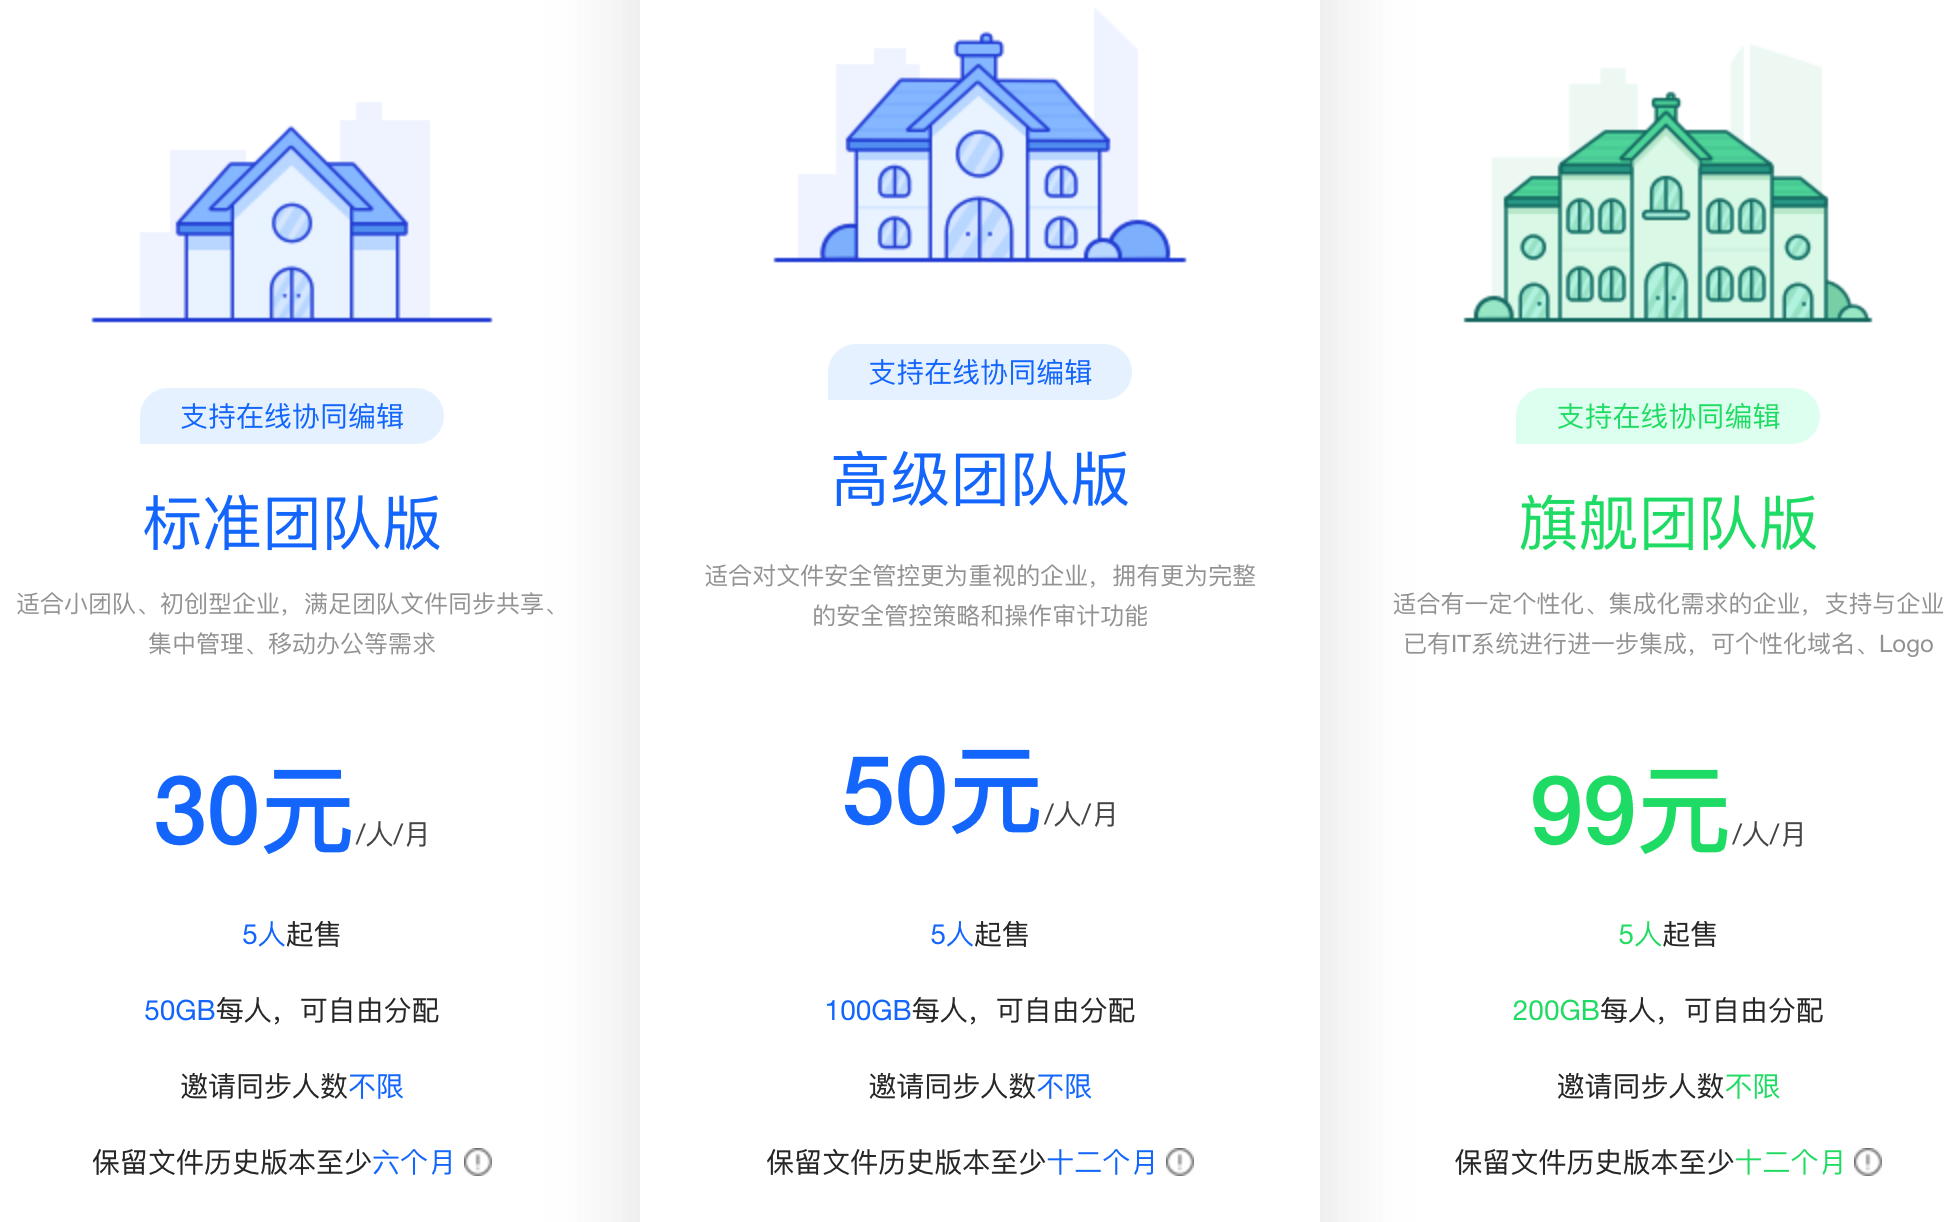 支持在线协同编辑
标准团队版
适合小团队、初创型企业，满足团队文件同步共享、
集中管理、移动办公等需求
30元/人/月
5人起售
50GB每人，可自由分配
邀请同步人数不限
保留文件历史版本至少六个月
支持在线协同编辑
高级团队版
适合对文件安全管控更为重视的企业，拥有更为完整
的安全管控策略和操作审计功能
50元/人/月
5人起售
100GB每人，可自由分配
邀请同步人数不限
保留文件历史版本至少十二个月
支持在线协同编辑
旗舰团队版
适合有一定个性化、集成化需求的企业，支持与企业
已有IT系统进行进一步集成，可个性化域名、Logo
99元/人/月
5人起售
200GB每人，可自由分配
邀请同步人数不限
保留文件历史版本至少十二个月